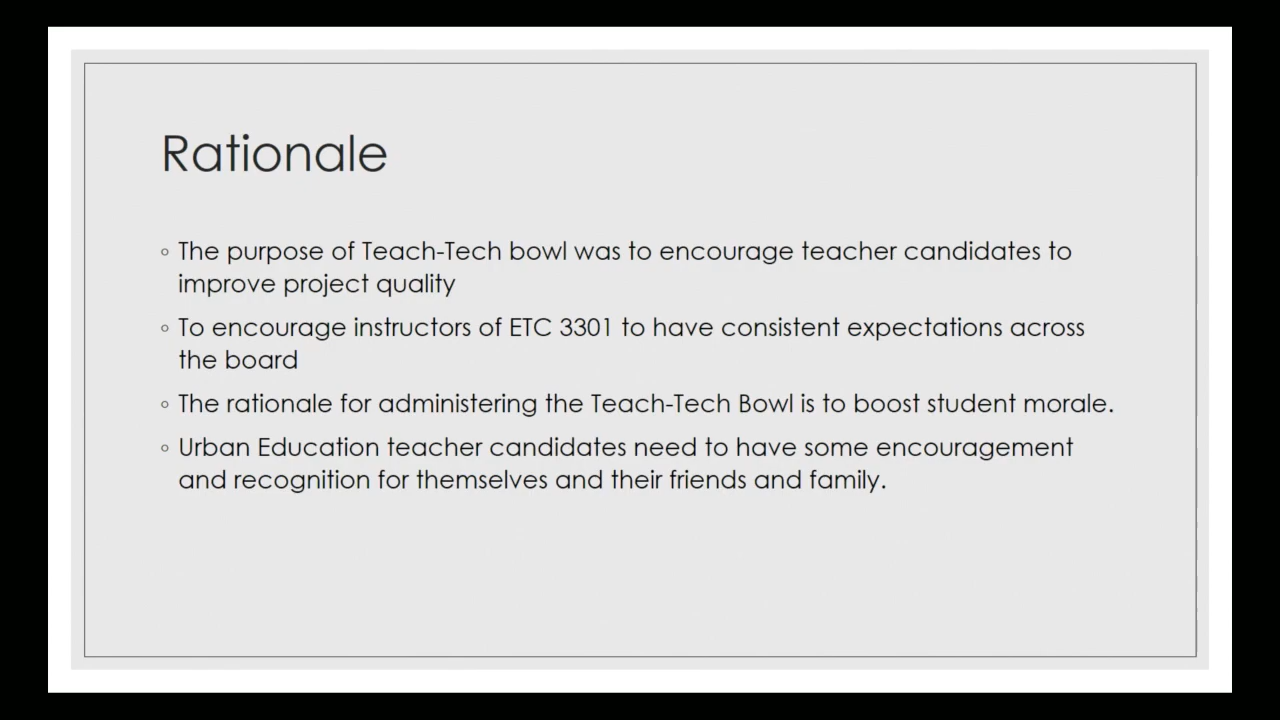 Rationale
◦ The purpose of Teach-Tech bowl was to encourage teacher candidates to
improve project quality
◦ To encourage instructors of ETC 3301 to have consistent expectations across
the board
◦ The rationale for administering the Teach-Tech Bowl is to boost student morale.
◦ Urban Education teacher candidates need to have some encouragement
and recognition for themselves and their friends and family.